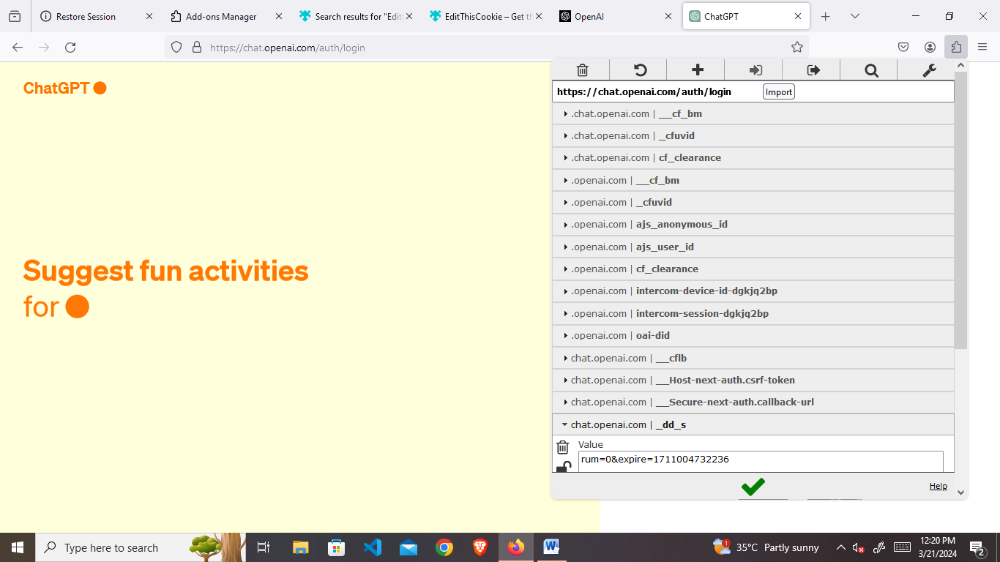 Restore Session
Add-ons Manager
Search results for "Edit
EditThisCookie – Get th
OpenAI
ChatGPT
https://chat.openai.com/auth/login
ChatGPT
Suggest fun activities
for
https://chat.openai.com/auth/login
Import
.chat.openai.com | __cf_bm
.chat.openai.com | _cfuvid
.chat.openai.com | cf_clearance
.openai.com | __cf_bm
.openai.com | _cfuvid
.openai.com | ajs_anonymous_id
.openai.com | ajs_user_id
.openai.com | cf_clearance
.openai.com | intercom-device-id-dgkjq2bp
.openai.com | intercom-session-dgkjq2bp
.openai.com | oai-did
chat.openai.com | __cflb
chat.openai.com | __Host-next-auth.csrf-token
chat.openai.com | __Secure-next-auth.callback-url
chat.openai.com | _dd_s
Value
rum=0&expire=1711004732236
Help
Type here to search
35°C Partly sunny
12:20 PM
3/21/2024
2